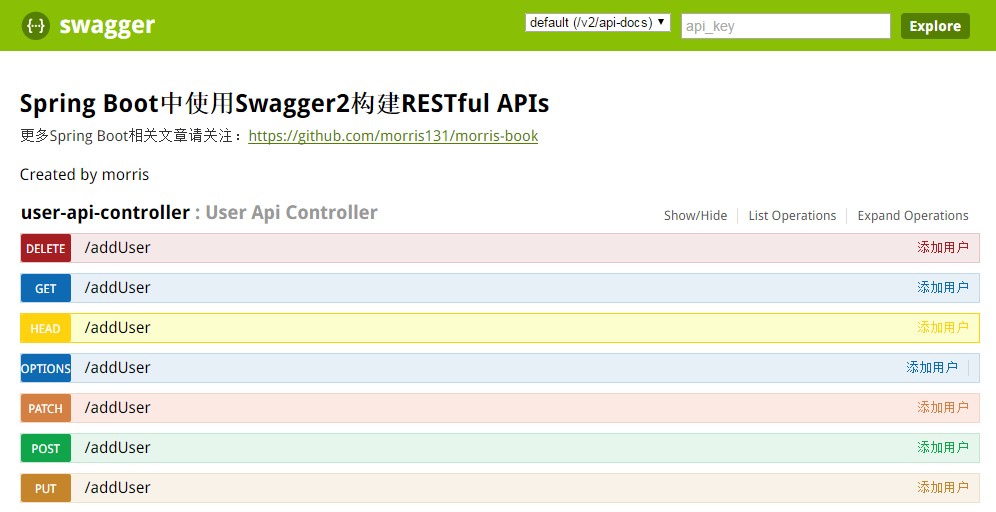 swagger
default (/v2/api-docs) api_key Explore
Spring Boot中使用Swagger2构建RESTful APIs
更多Spring Boot相关文章请关注：https://github.com/morris131/morris-book
Created by morris
user-api-controller : User Api Controller
Show/Hide List Operations Expand Operations
DELETE /addUser 添加用户
GET /addUser 添加用户
HEAD /addUser 添加用户
OPTIONS /addUser 添加用户
PATCH /addUser 添加用户
POST /addUser 添加用户
PUT /addUser 添加用户